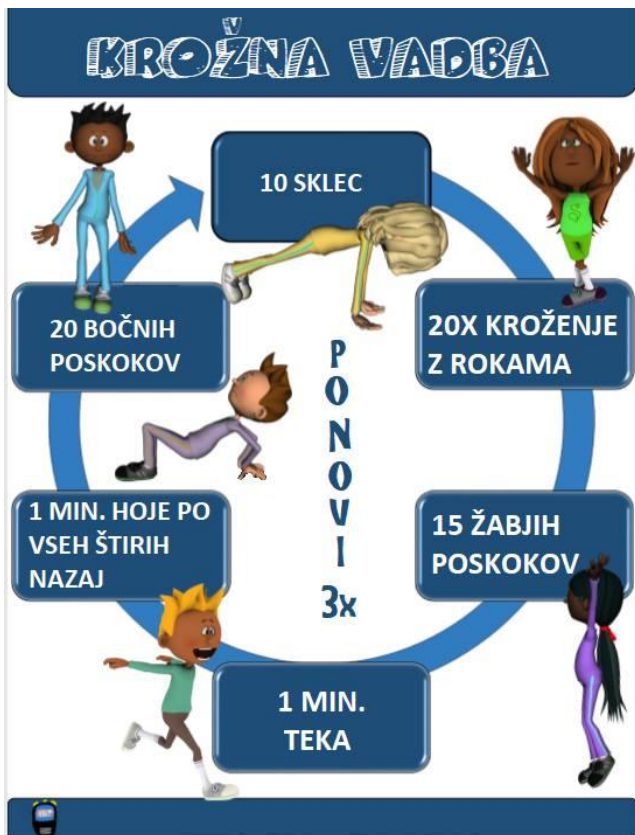 KROŽNA VADBA
10 SKLEC
20X KROŽENJE
Z ROKAMA
15 ŽABJIH
POSKOKOV
1 MIN.
TEKA
1 MIN. HOJE PO
VSEH ŠTIRIH
NAZAJ
20 BOČNIH
POSKOKOV
PONOVI
3x